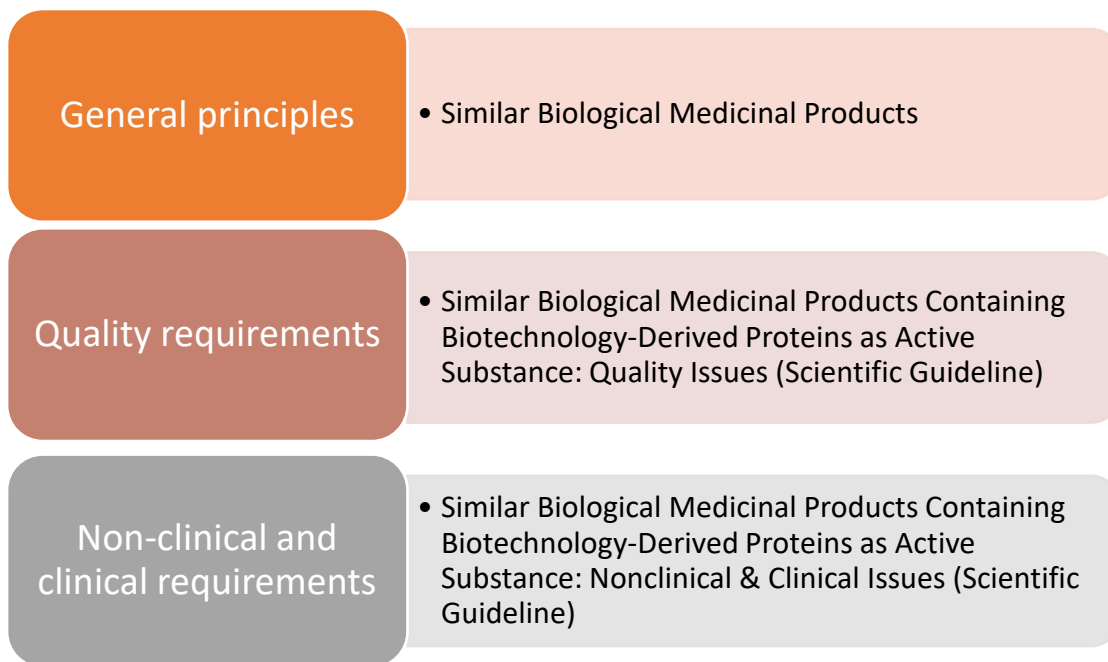 General principles
• Similar Biological Medicinal Products
Quality requirements
• Similar Biological Medicinal Products Containing
Biotechnology-Derived Proteins as Active
Substance: Quality Issues (Scientific Guideline)
Non-clinical and
clinical requirements
• Similar Biological Medicinal Products Containing
Biotechnology-Derived Proteins as Active
Substance: Nonclinical & Clinical Issues (Scientific
Guideline)